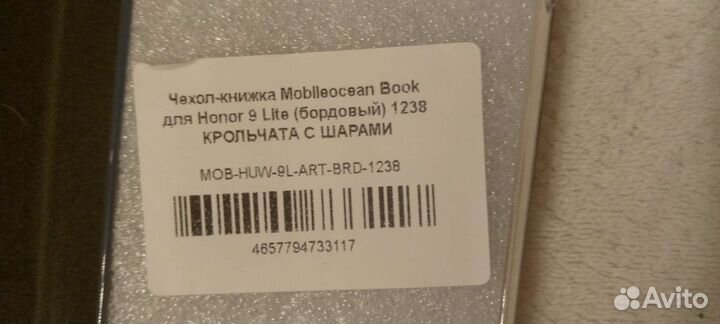 Чехол-книжка Mobileocean Book
для Honor 9 Lite (бордовый) 1238
КРОЛЬЧАТА С ШАРАМИ
MOB-HUW-9L-ART-BRD-1238
4657794733117
Avito